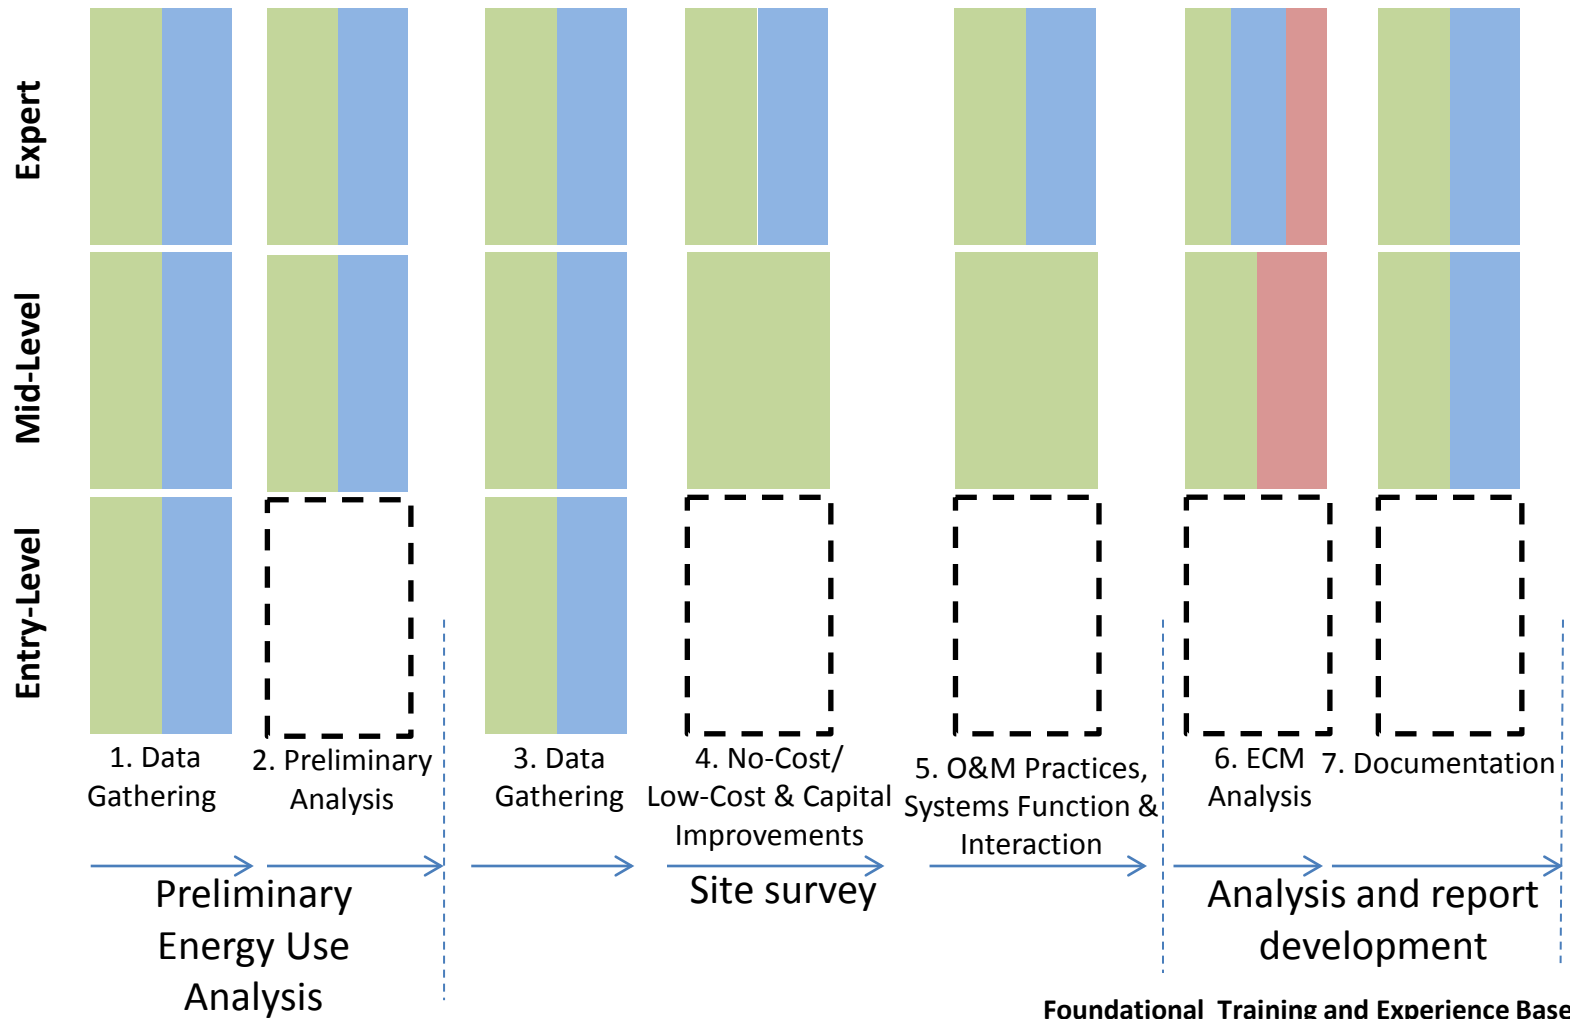 Expert
Mid-Level
Entry-Level
1. Data
Gathering
2. Preliminary
Analysis
3. Data
Gathering
4. No-Cost/
Low-Cost & Capital
Improvements
5. O&M Practices,
Systems Function &
Interaction
6. ECM
Analysis
7. Documentation
Preliminary
Energy Use
Analysis
Site survey
Analysis and report
development
Foundational Training and Experience Base